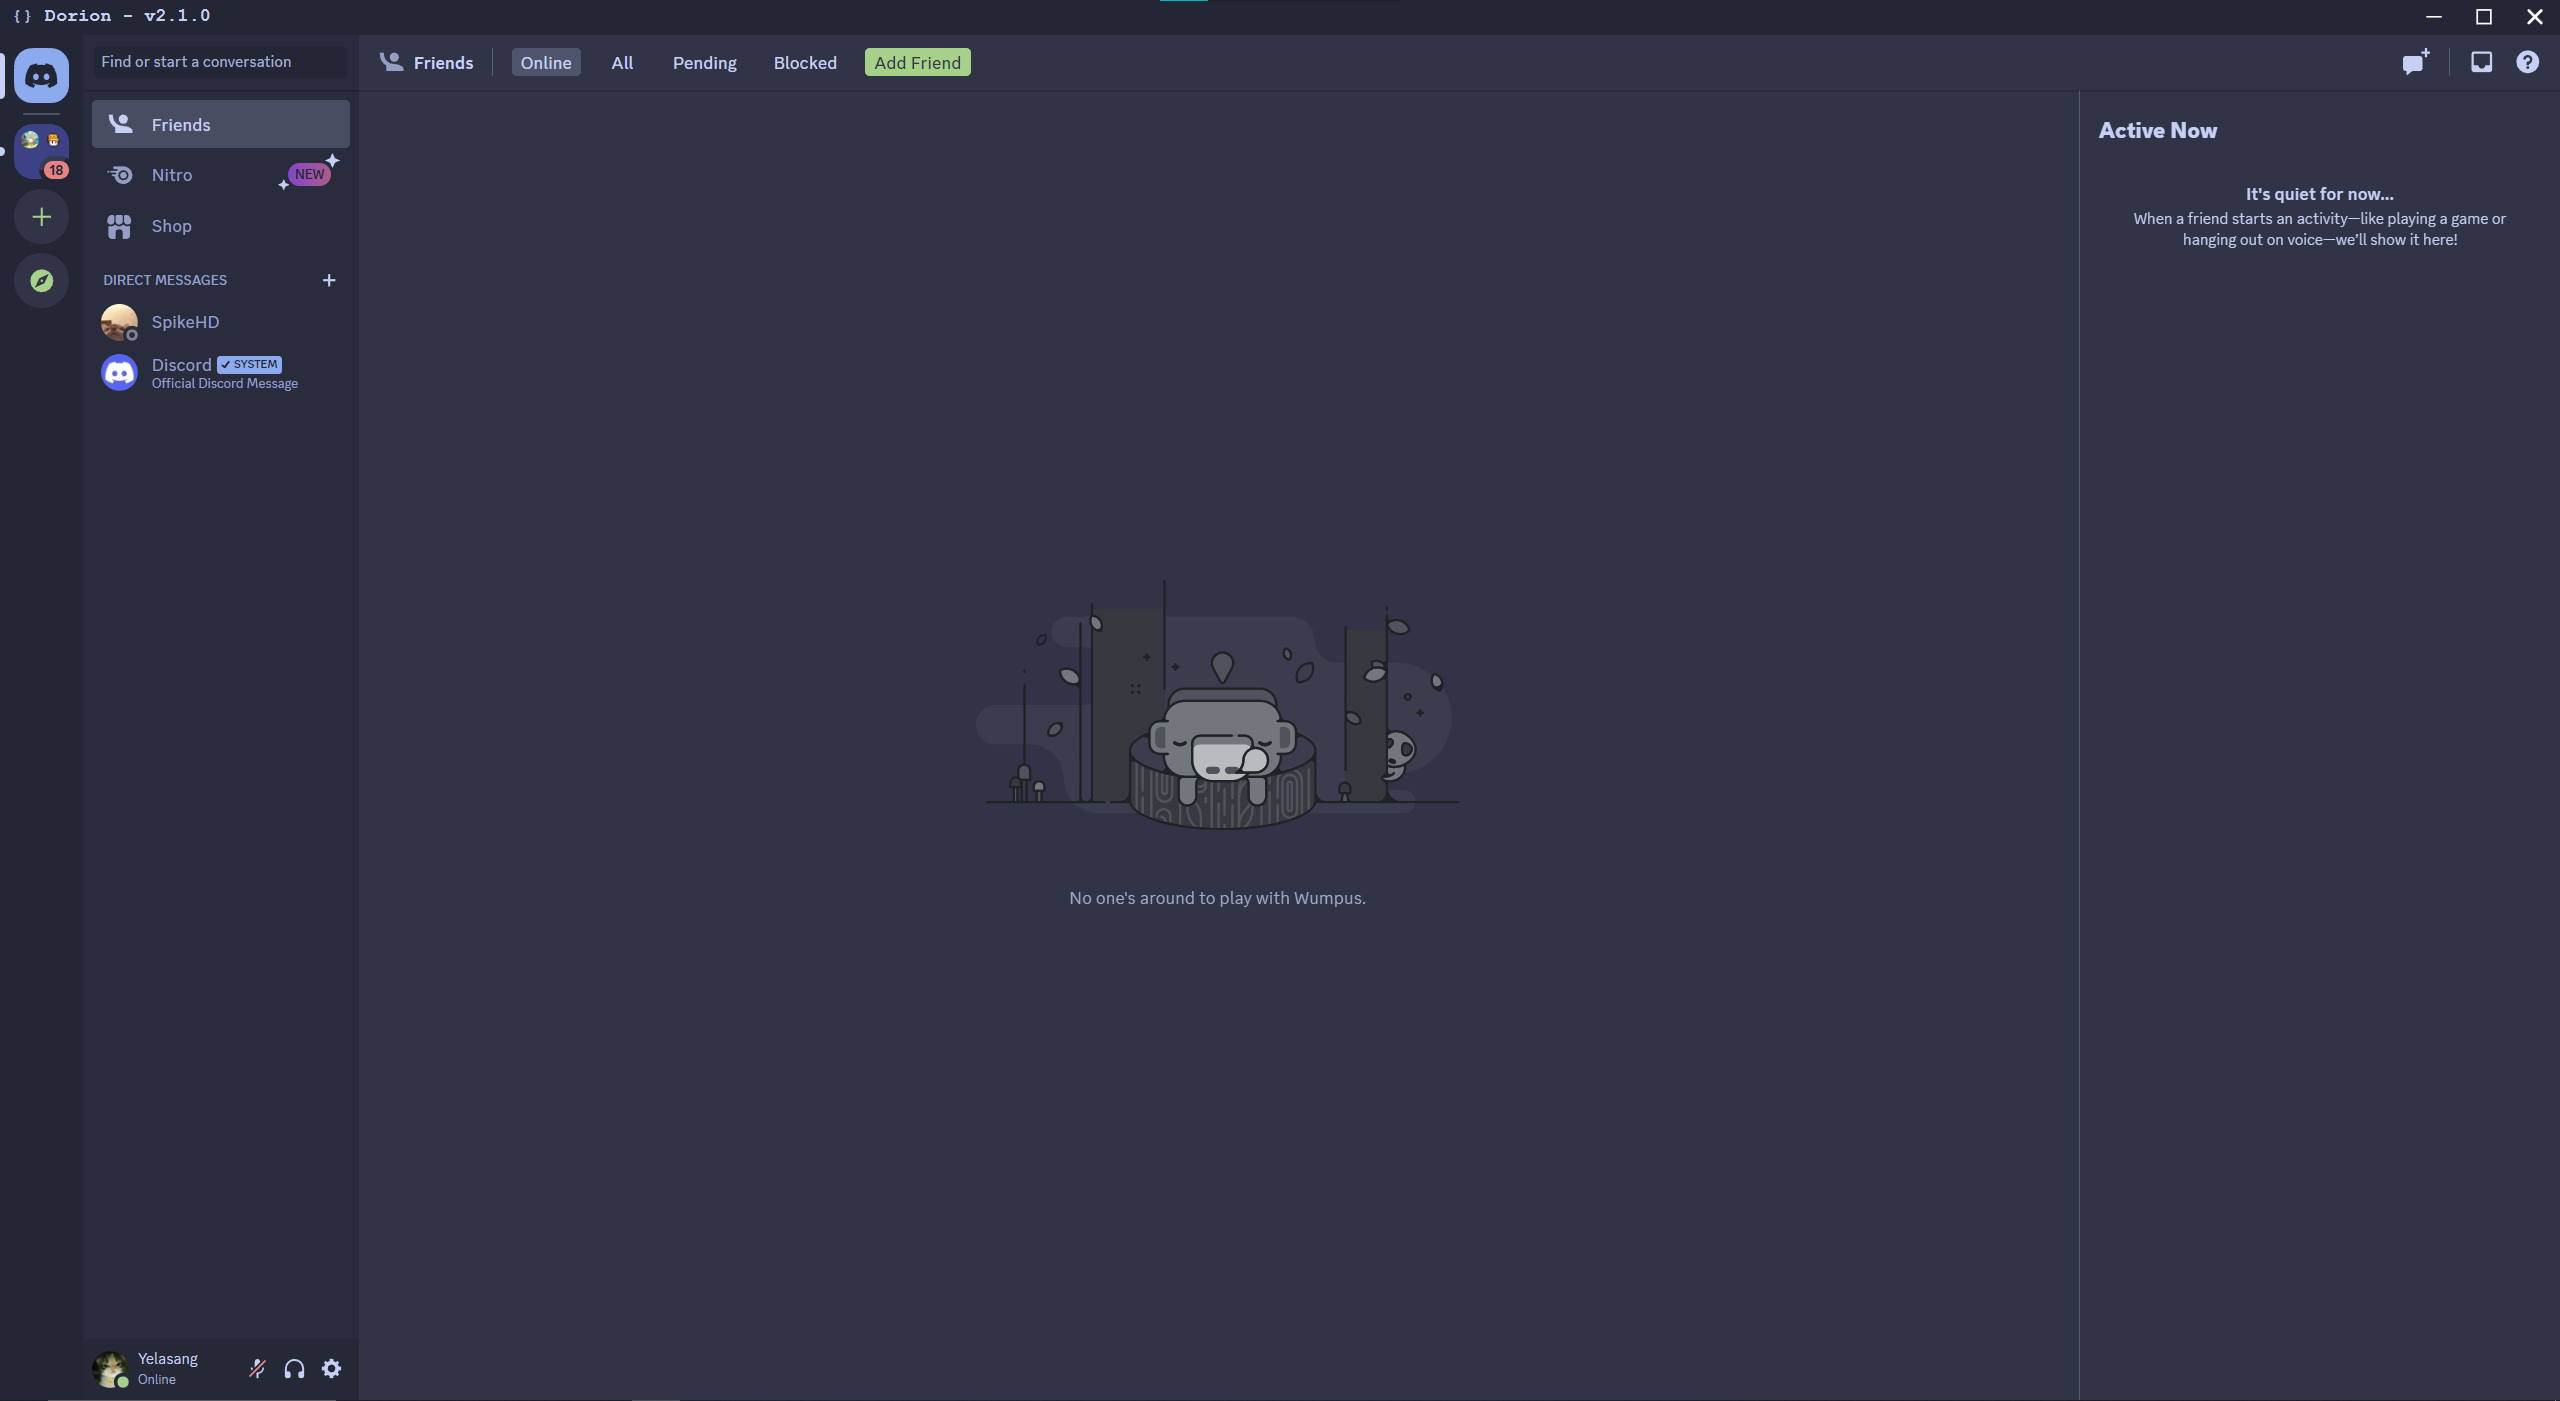 { } Dorion - v2.1.0
Find or start a conversation
Friends
Online
All
Pending
Blocked
Add Friend
18
Friends
Nitro
NEW
Shop
DIRECT MESSAGES
SpikeHD
Discord
SYSTEM
Official Discord Message
No one's around to play with Wumpus.
Active Now
It's quiet for now...
When a friend starts an activity—like playing a game or
hanging out on voice—we'll show it here!
Yelasang
Online